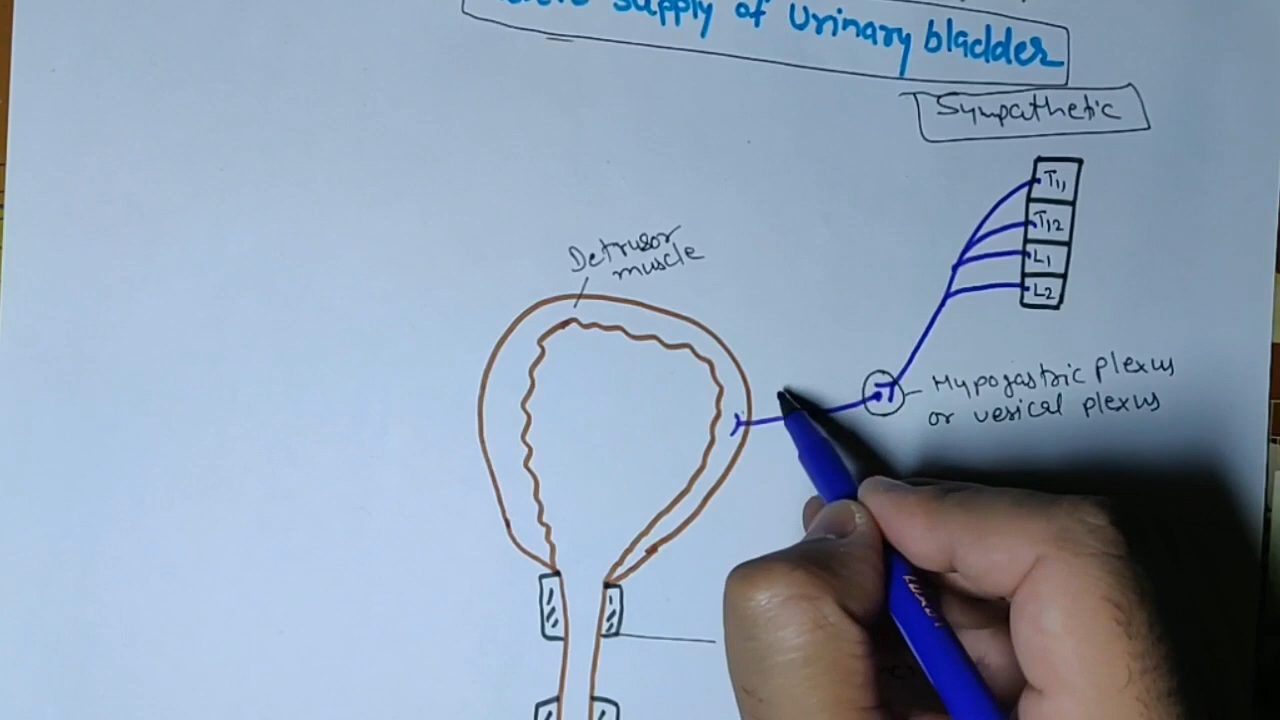 supply of Urinary bladder
Sympathetic
T11
T12
L1
L2
Detrusor
muscle
Hypogastric plexus
or vesical plexus